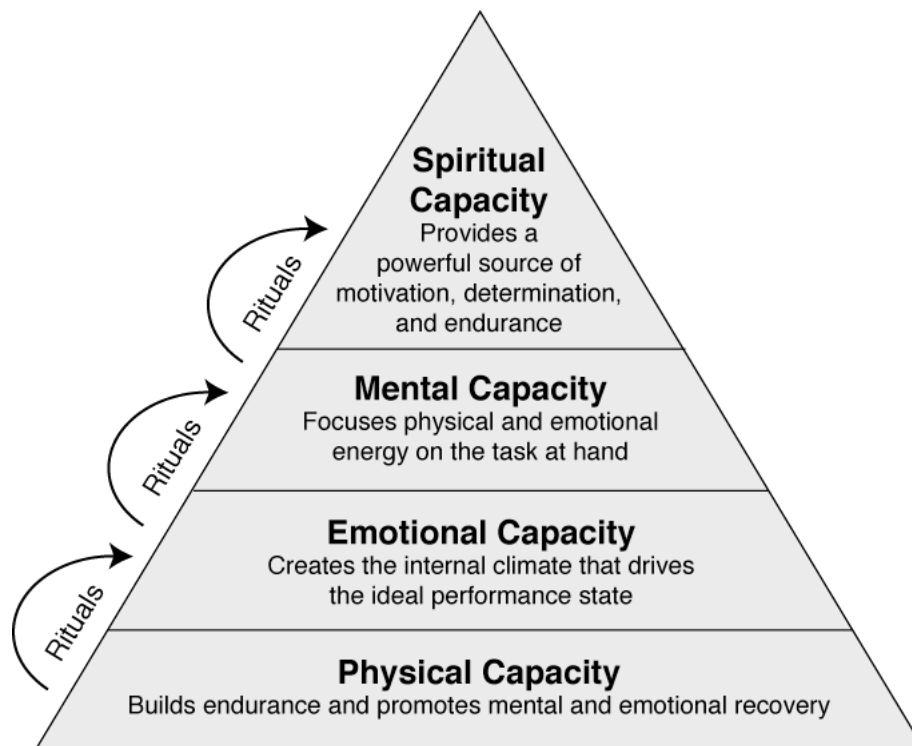 Spiritual
Capacity
Provides a
powerful source of
motivation, determination,
and endurance
Rituals
Mental Capacity
Focuses physical and emotional
energy on the task at hand
Rituals
Emotional Capacity
Creates the internal climate that drives
the ideal performance state
Rituals
Physical Capacity
Builds endurance and promotes mental and emotional recovery